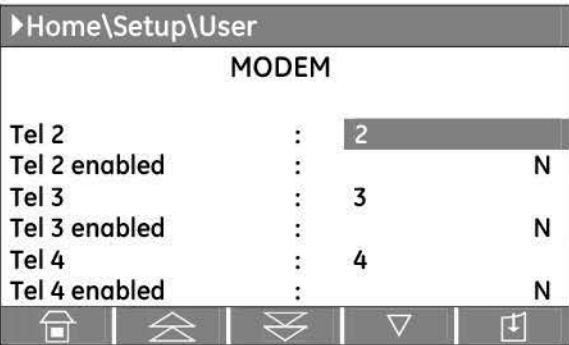 Home\Setup\User
MODEM
Tel 2 : 2
Tel 2 enabled : N
Tel 3 : 3
Tel 3 enabled : N
Tel 4 : 4
Tel 4 enabled : N